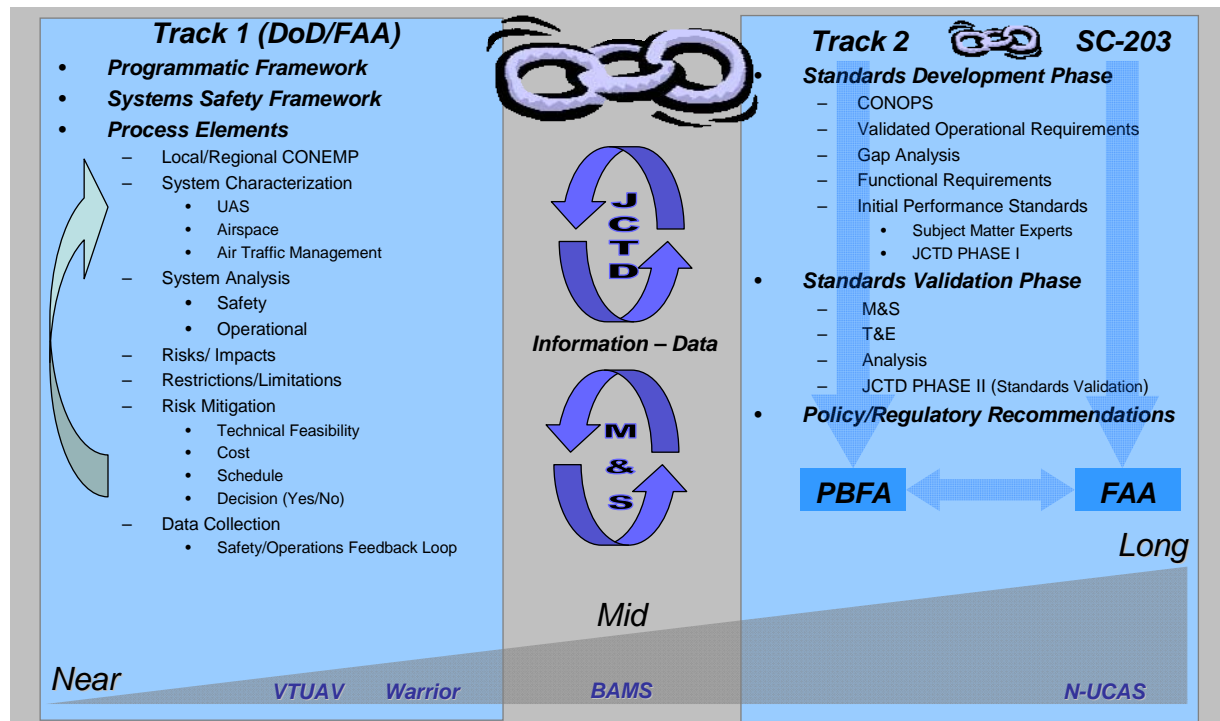 Track 1 (DoD/FAA)
• Programmatic Framework
• Systems Safety Framework
• Process Elements
– Local/Regional CONEMP
– System Characterization
• UAS
• Airspace
• Air Traffic Management
– System Analysis
• Safety
• Operational
– Risks/ Impacts
– Restrictions/Limitations
– Risk Mitigation
• Technical Feasibility
• Cost
• Schedule
• Decision (Yes/No)
– Data Collection
• Safety/Operations Feedback Loop
JCTD
Information – Data
M & S
Track 2 SC-203
• Standards Development Phase
– CONOPS
– Validated Operational Requirements
– Gap Analysis
– Functional Requirements
– Initial Performance Standards
• Subject Matter Experts
• JCTD PHASE I
• Standards Validation Phase
– M&S
– T&E
– Analysis
– JCTD PHASE II (Standards Validation)
• Policy/Regulatory Recommendations
PBFA FAA
Long
Mid
Near
VTUAV Warrior BAMS N-UCAS